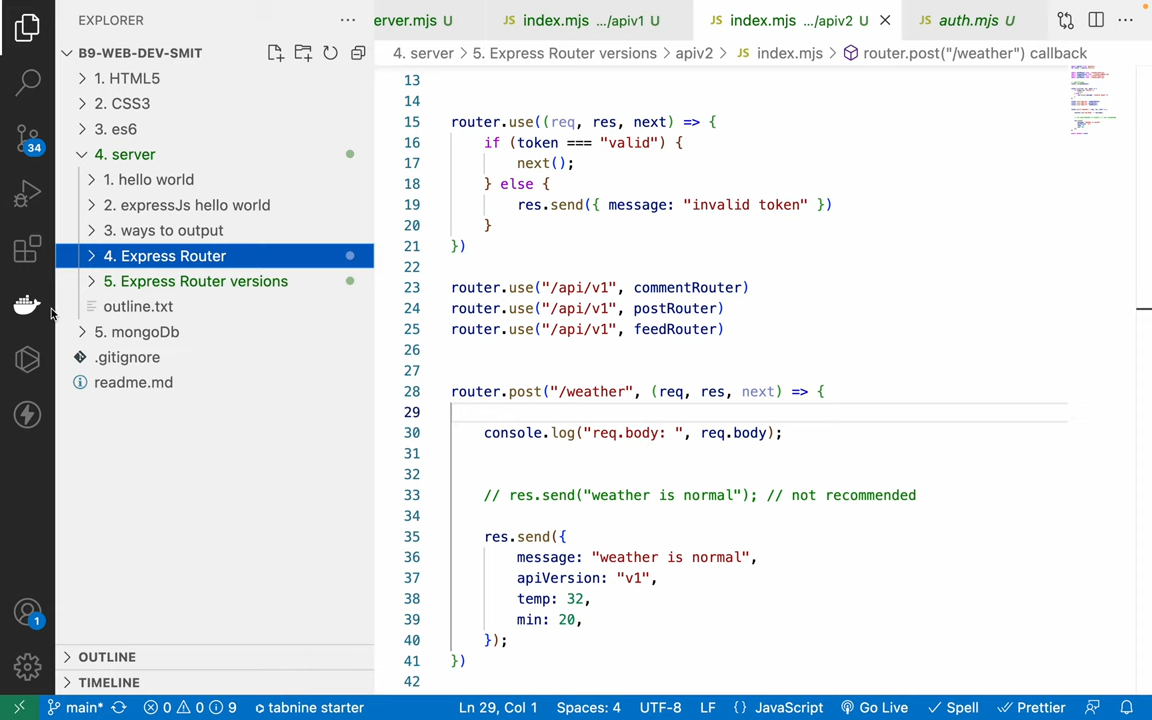 EXPLORER
erver.mjs U
JS index.mjs .../apiv1 U
JS index.mjs .../apiv2 U
JS auth.mjs U
B9-WEB-DEV-SMIT
4. server > 5. Express Router versions > apiv2 > JS index.mjs > router.post("/weather") callback
1. HTML5
2. CSS3
3. es6
4. server
1. hello world
2. expressJs hello world
3. ways to output
4. Express Router
5. Express Router versions
outline.txt
5. mongoDb
.gitignore
readme.md
OUTLINE
TIMELINE
34
1
13
14
15 router.use((req, res, next) => {
16 if (token === "valid") {
17 next();
18 } else {
19 res.send({ message: "invalid token" })
20 }
21 })
22
23 router.use("/api/v1", commentRouter)
24 router.use("/api/v1", postRouter)
25 router.use("/api/v1", feedRouter)
26
27
28 router.post("/weather", (req, res, next) => {
29
30 console.log("req.body: ", req.body);
31
32
33 // res.send("weather is normal"); // not recommended
34
35 res.send({
36 message: "weather is normal",
37 apiVersion: "v1",
38 temp: 32,
39 min: 20,
40 });
41 })
42
main* 0 0 9 tabnine starter Ln 29, Col 1 Spaces: 4 UTF-8 LF {} JavaScript Go Live Spell Prettier